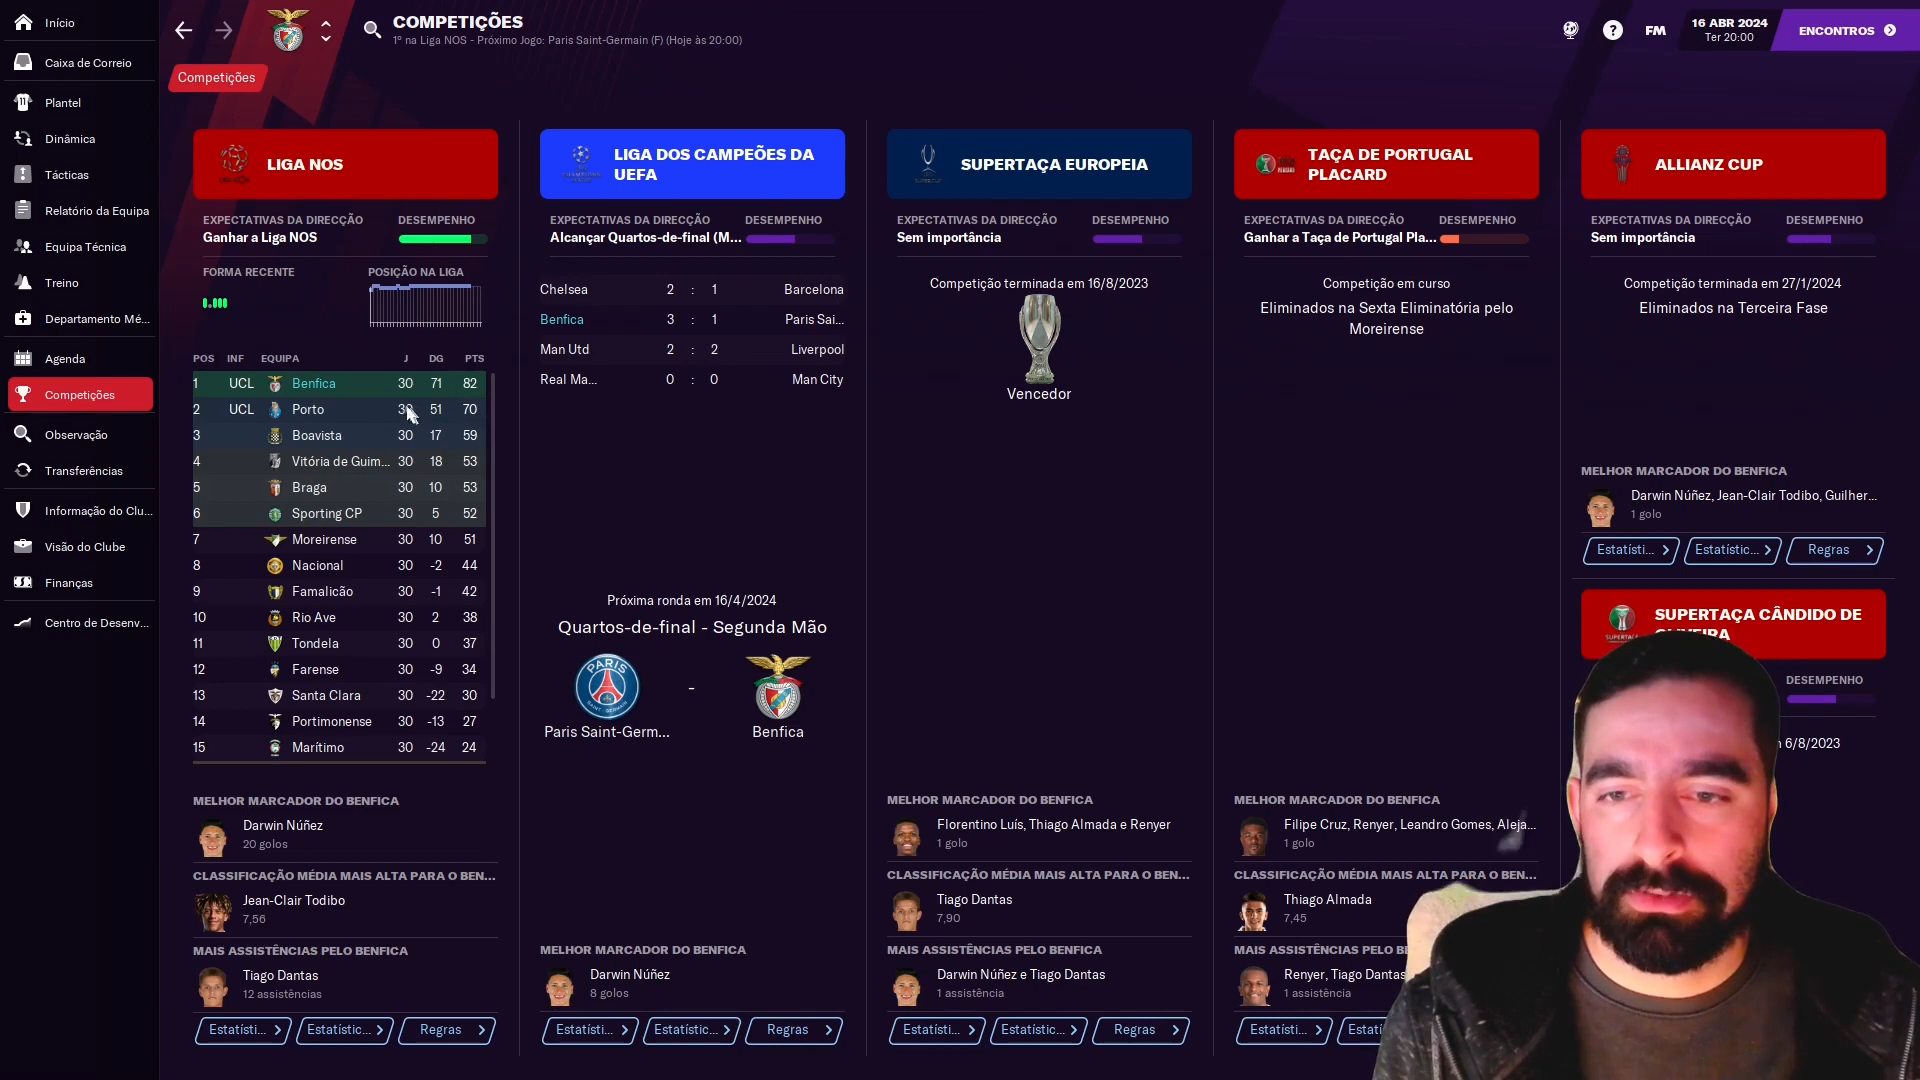 Início
Caixa de Correio
Plantel
Dinâmica
Tácticas
Relatório da Equipa
Equipa Técnica
Treino
Departamento Mé...
Agenda
Competições
Observação
Transferências
Informação do Clu...
Visão do Clube
Finanças
Centro de Desenv...
COMPETIÇÕES
1º na Liga NOS - Próximo Jogo: Paris Saint-Germain (F) (Hoje às 20:00)
FM
16 ABR 2024
Ter 20:00
ENCONTROS
Competições
LIGA NOS
EXPECTATIVAS DA DIRECÇÃO DESEMPENHO
Ganhar a Liga NOS
FORMA RECENTE POSIÇÃO NA LIGA
POS INF EQUIPA J DG PTS
1 UCL Benfica 30 71 82
2 UCL Porto 30 51 70
3 Boavista 30 17 59
4 Vitória de Guim... 30 18 53
5 Braga 30 10 53
6 Sporting CP 30 5 52
7 Moreirense 30 10 51
8 Nacional 30 -2 44
9 Famalicão 30 -1 42
10 Rio Ave 30 2 38
11 Tondela 30 0 37
12 Farense 30 -9 34
13 Santa Clara 30 -22 30
14 Portimonense 30 -13 27
15 Marítimo 30 -24 24
MELHOR MARCADOR DO BENFICA
Darwin Núñez
20 golos
CLASSIFICAÇÃO MÉDIA MAIS ALTA PARA O BEN...
Jean-Clair Todibo
7,56
MAIS ASSISTÊNCIAS PELO BENFICA
Tiago Dantas
12 assistências
Estatísti... Estatístic... Regras
LIGA DOS CAMPEÕES DA
UEFA
EXPECTATIVAS DA DIRECÇÃO DESEMPENHO
Alcançar Quartos-de-final (M...
Chelsea 2 : 1 Barcelona
Benfica 3 : 1 Paris Sai...
Man Utd 2 : 2 Liverpool
Real Ma... 0 : 0 Man City
Próxima ronda em 16/4/2024
Quartos-de-final - Segunda Mão
PARIS
SAINT-GERMAIN
-
Paris Saint-Germ... Benfica
MELHOR MARCADOR DO BENFICA
Darwin Núñez
8 golos
Estatísti... Estatístic... Regras
SUPERTAÇA EUROPEIA
EXPECTATIVAS DA DIRECÇÃO DESEMPENHO
Sem importância
Competição terminada em 16/8/2023
Vencedor
MELHOR MARCADOR DO BENFICA
Florentino Luís, Thiago Almada e Renyer
1 golo
CLASSIFICAÇÃO MÉDIA MAIS ALTA PARA O BEN...
Tiago Dantas
7,90
MAIS ASSISTÊNCIAS PELO BENFICA
Darwin Núñez e Tiago Dantas
1 assistência
Estatísti... Estatístic... Regras
TAÇA DE PORTUGAL
PLACARD
EXPECTATIVAS DA DIRECÇÃO DESEMPENHO
Ganhar a Taça de Portugal Pla...
Competição em curso
Eliminados na Sexta Eliminatória pelo
Moreirense
MELHOR MARCADOR DO BENFICA
Filipe Cruz, Renyer, Leandro Gomes, Aleja...
1 golo
CLASSIFICAÇÃO MÉDIA MAIS ALTA PARA O BEN...
Thiago Almada
7,45
MAIS ASSISTÊNCIAS PELO BE
Renyer, Tiago Dantas
1 assistência
Estatísti... Estatí
ALLIANZ CUP
EXPECTATIVAS DA DIRECÇÃO DESEMPENHO
Sem importância
Competição terminada em 27/1/2024
Eliminados na Terceira Fase
MELHOR MARCADOR DO BENFICA
Darwin Núñez, Jean-Clair Todibo, Guilher...
1 golo
Estatísti... Estatístic... Regras
SUPERTAÇA CÂNDIDO DE
DESEMPENHO
6/8/2023